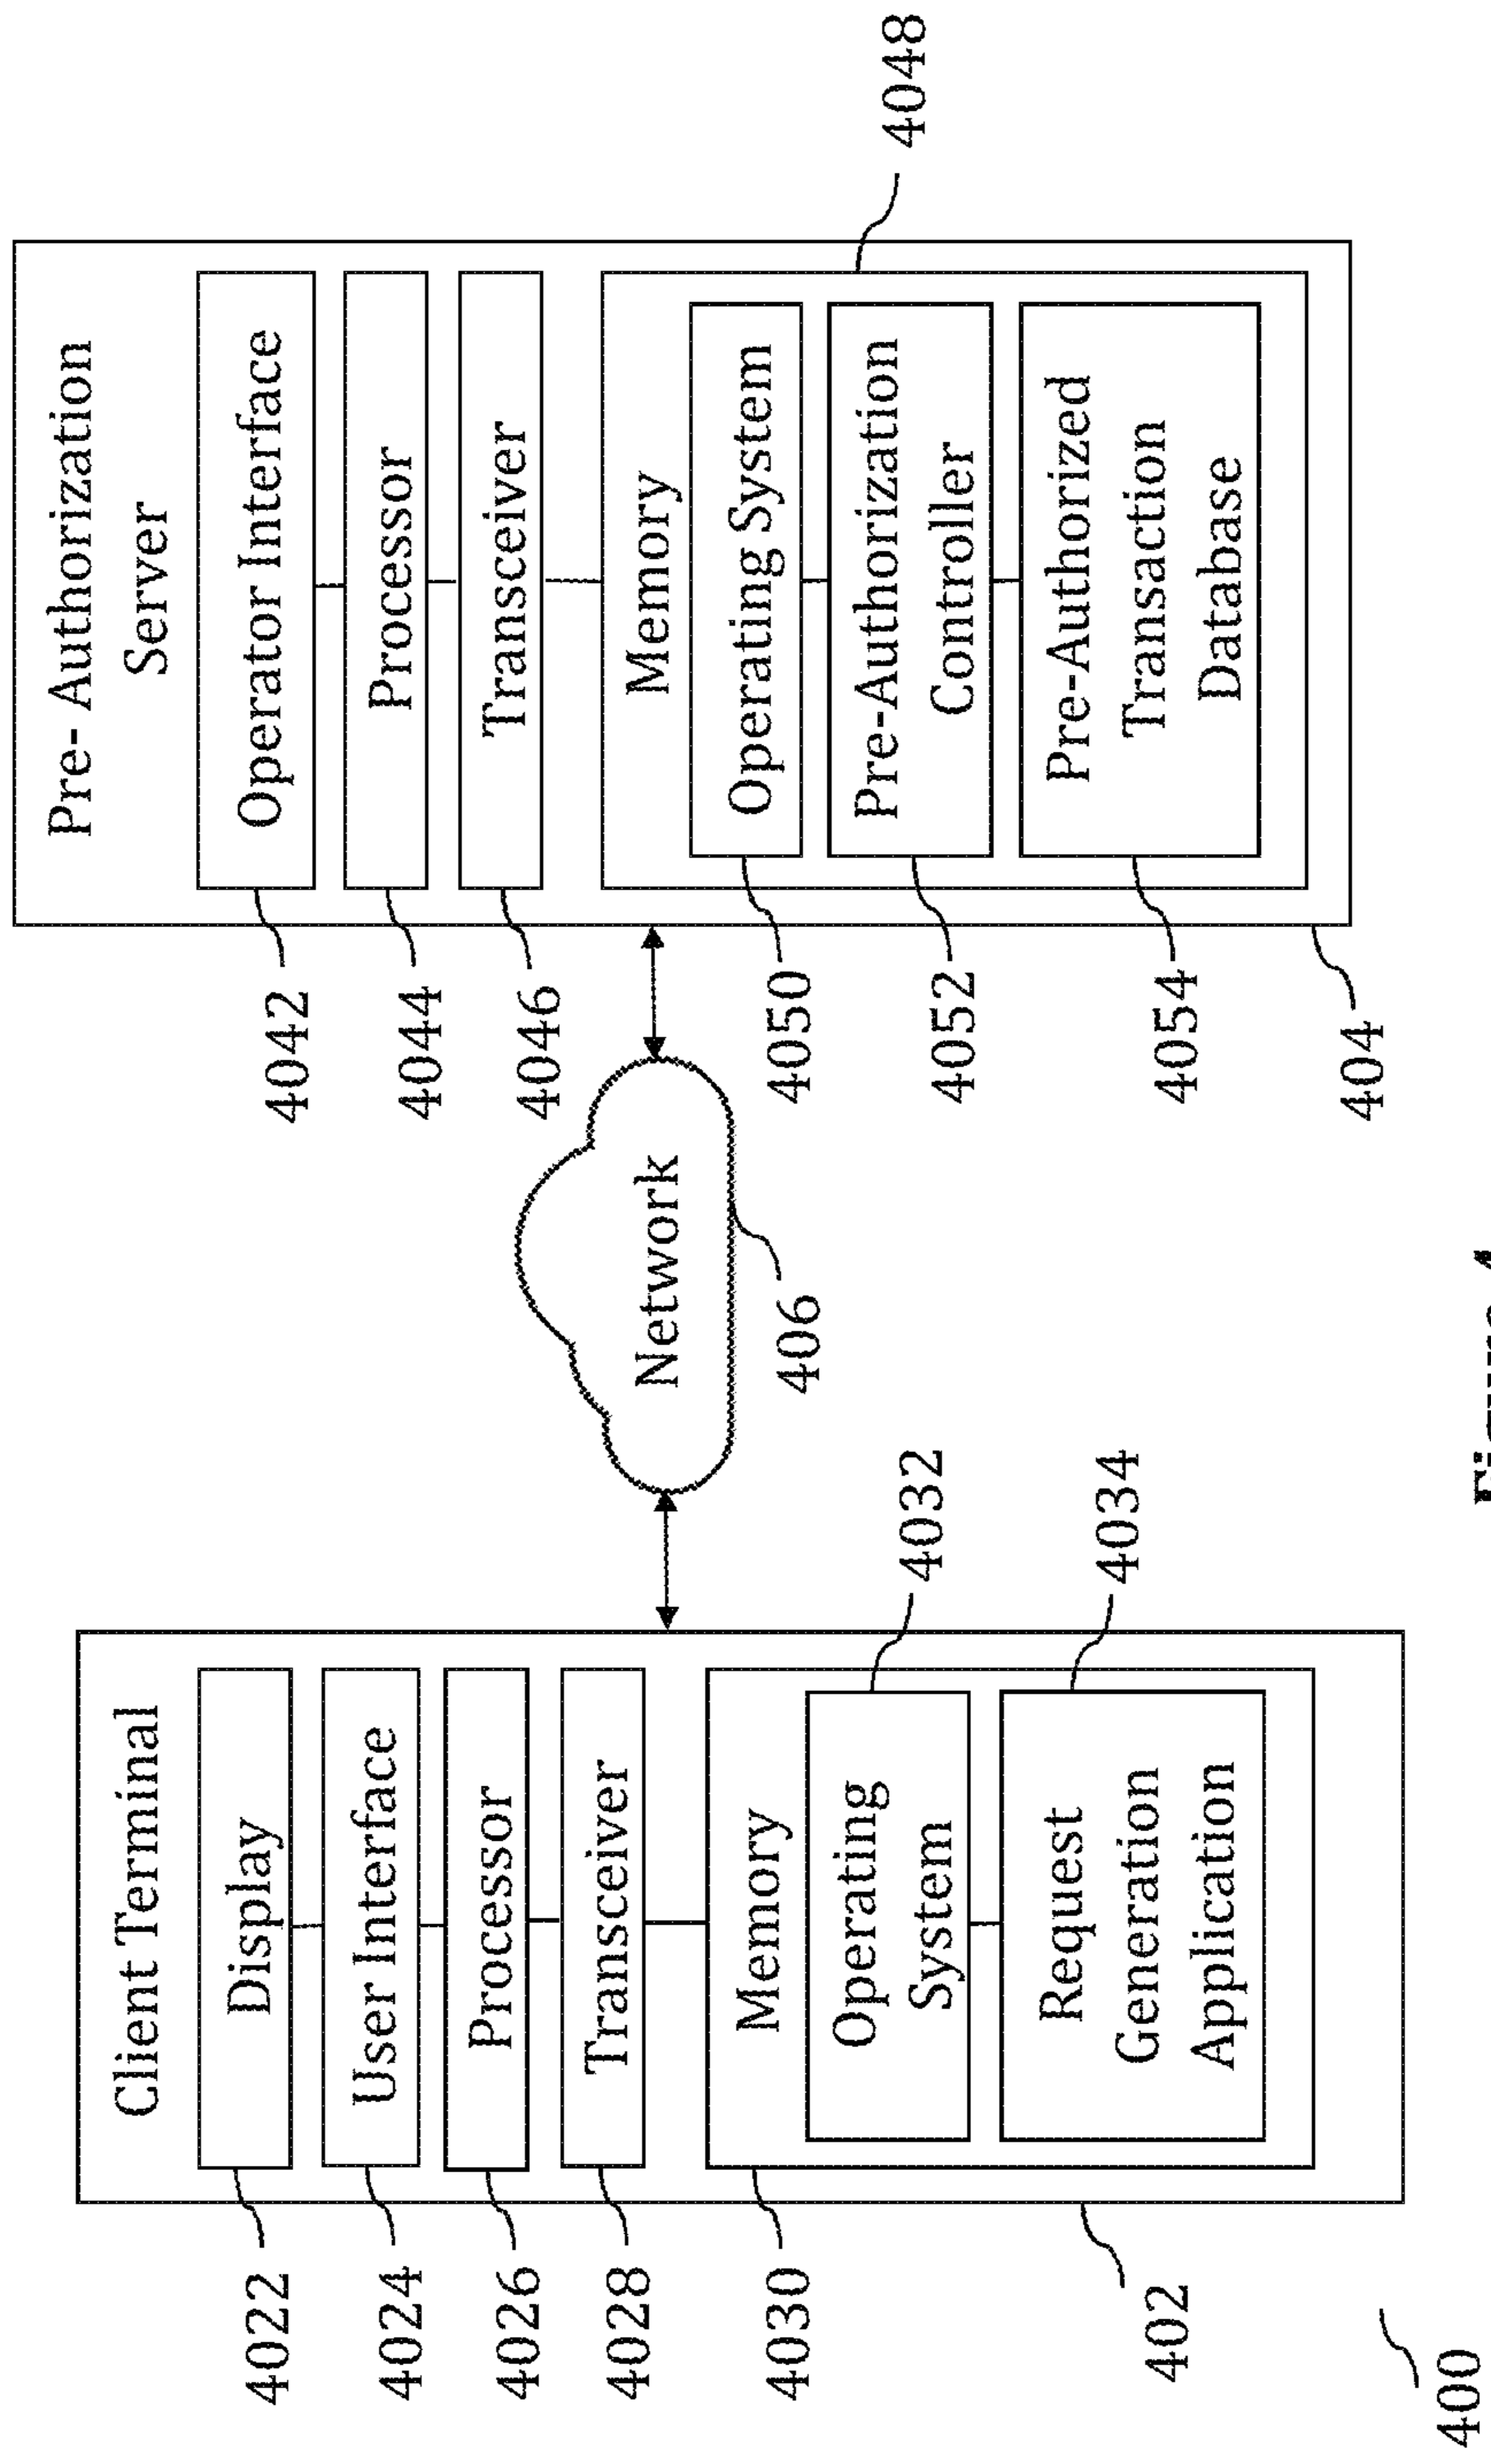 Client Terminal
Display
User Interface
Processor
Transceiver
Memory
Operating
System
Request
Generation
Application
4022
4024
4026
4028
4030
402
400
4032
4034
Network
406
Pre- Authorization
Server
Operator Interface
Processor
Transceiver
Memory
Operating System
Pre-Authorization
Controller
Pre-Authorized
Transaction
Database
4042
4044
4046
4050
4052
4054
404
4048